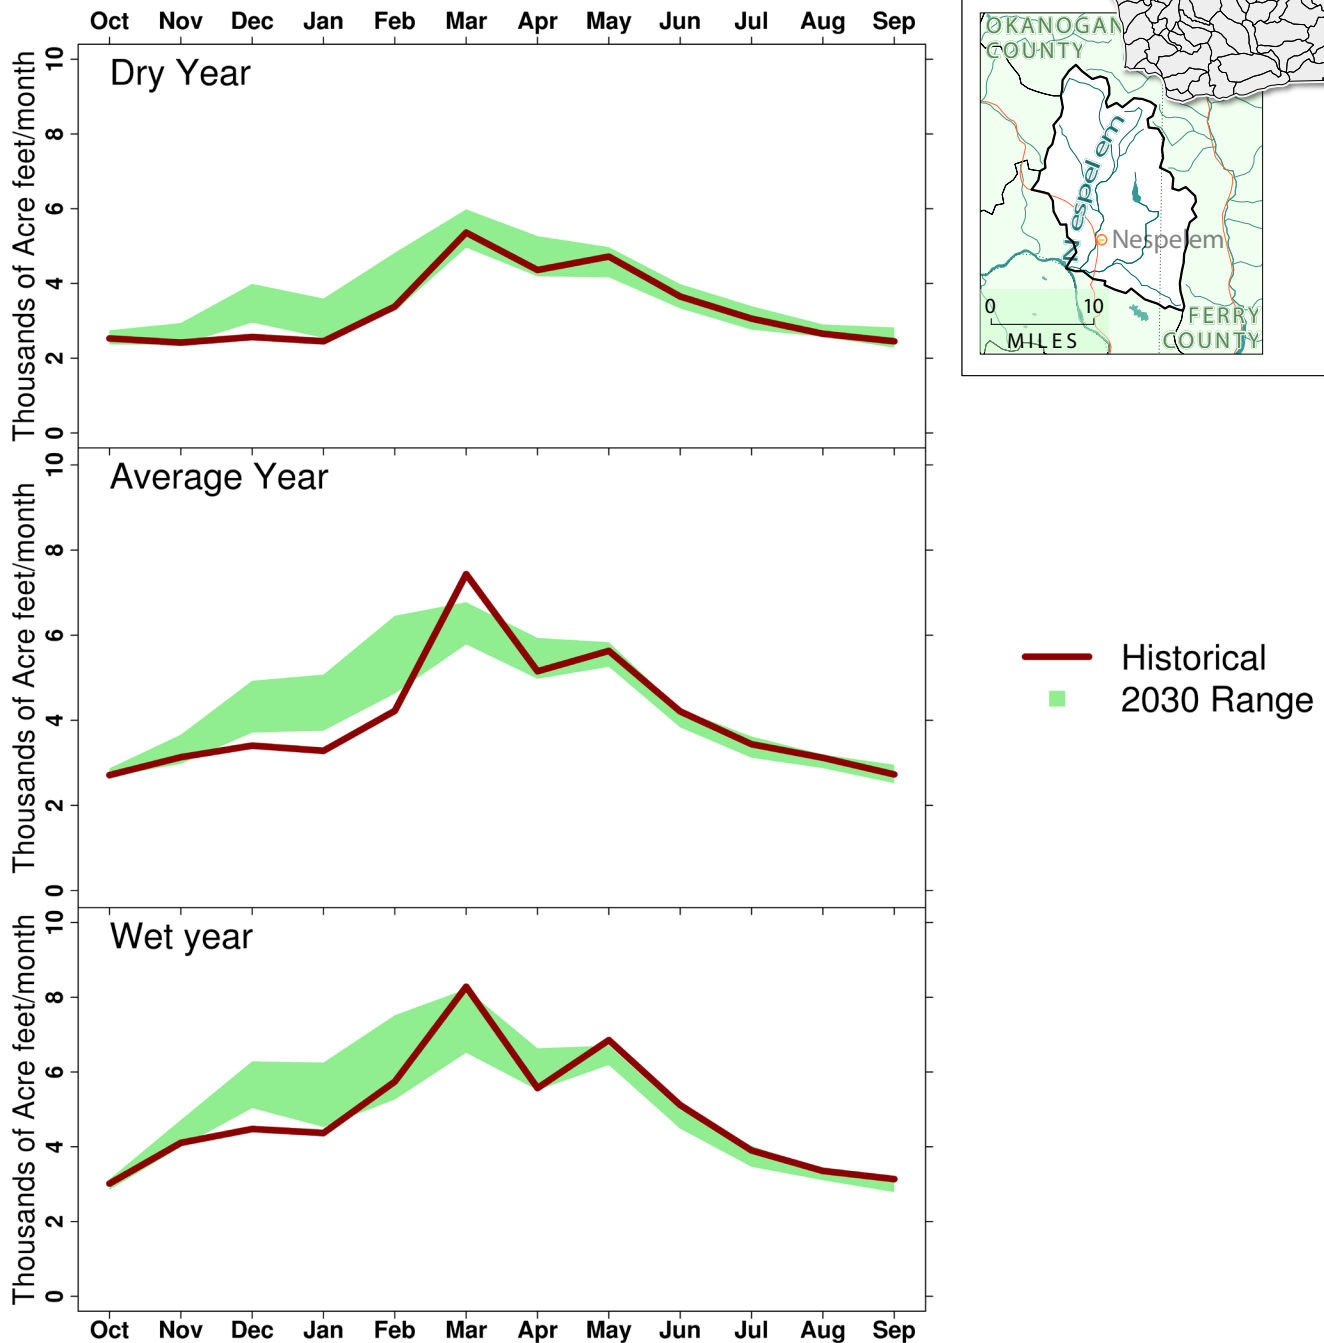 Oct Nov Dec Jan Feb Mar Apr May Jun Jul Aug Sep
Thousands of Acre feet/month
10
8
6
4
2
0
Dry Year
Thousands of Acre feet/month
10
8
6
4
2
0
Average Year
Thousands of Acre feet/month
10
8
6
4
2
0
Wet year
Oct Nov Dec Jan Feb Mar Apr May Jun Jul Aug Sep
OKANOGAN
COUNTY
Nespelem
Nespelem
0 10
MILES
FERRY
COUNTY
Historical
2030 Range